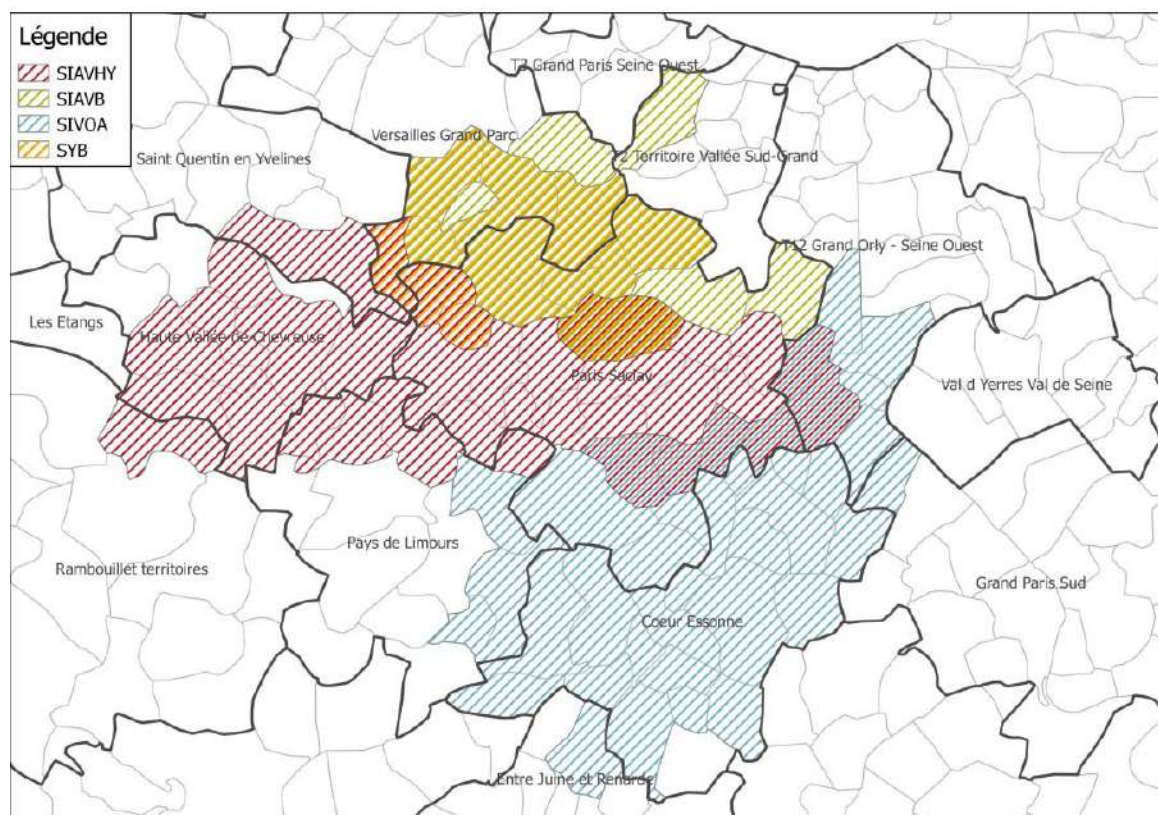 Légende
SIAVHY
SIAVB
SIVOA
SYB
T3 Grand Paris Seine Ouest
Versailles Grand Parc
Saint Quentin en Yvelines
T2 Territoire Vallée Sud-Grand
T12 Grand Orly - Seine Ouest
Les Etangs
Haute Vallée de Chevreuse
Paris Saclay
Val d Yerres Val de Seine
Pays de Limours
Rambouillet territoires
Grand Paris Sud
Coeur Essonne
Entre Juine et Renarde